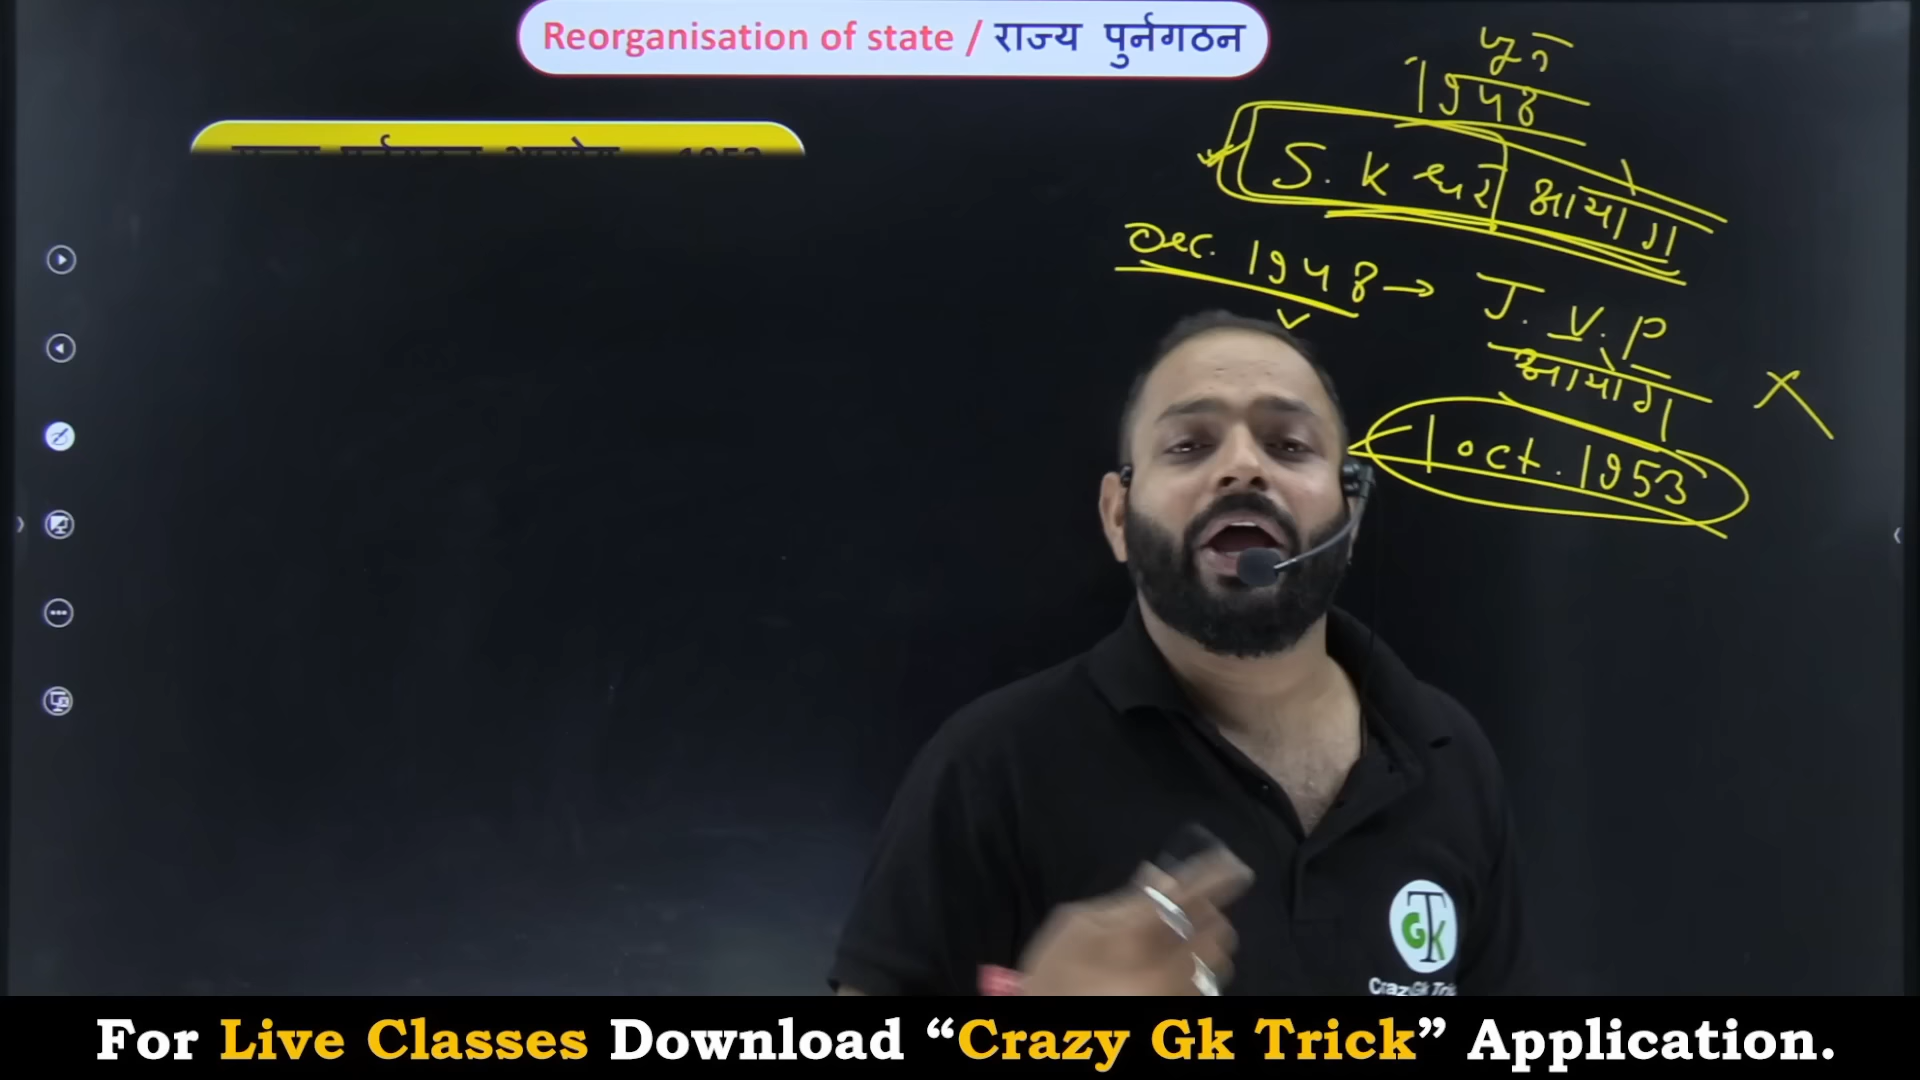 Reorganisation of state / राज्य पुर्नगठन
जून
1948
S. K धर आयोग
Dec. 1948 → J. V. P
आयोग
1 oct. 1953
GTK
For Live Classes Download “Crazy Gk Trick” Application.